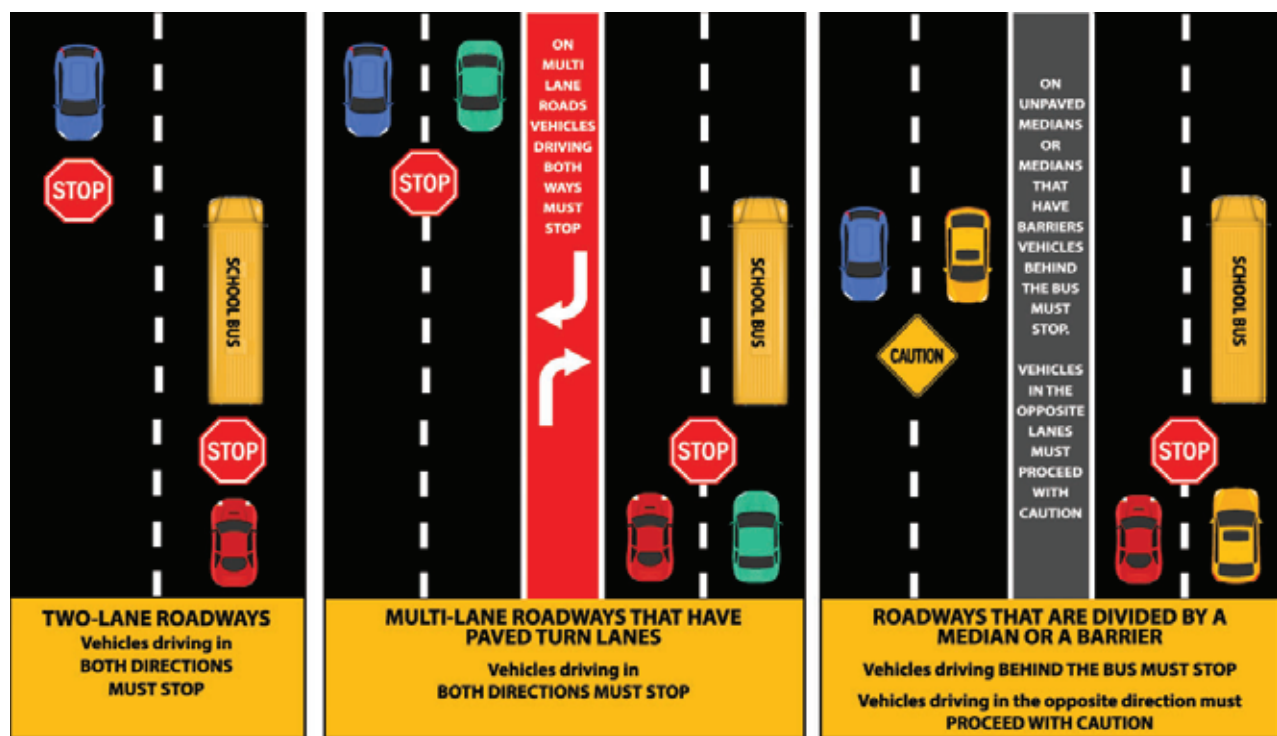 STOP
SCHOOL BUS
STOP
TWO-LANE ROADWAYS
Vehicles driving in
BOTH DIRECTIONS
MUST STOP
ON
MULTI
LANE
ROADS
VEHICLES
DRIVING
BOTH
WAYS
MUST
STOP
STOP
SCHOOL BUS
STOP
MULTI-LANE ROADWAYS THAT HAVE
PAVED TURN LANES
Vehicles driving in
BOTH DIRECTIONS MUST STOP
ON
UNPAVED
MEDIANS
OR
MEDIANS
THAT
HAVE
BARRIERS
VEHICLES
BEHIND
THE BUS
MUST
STOP.
VEHICLES
IN THE
OPPOSITE
LANES
MUST
PROCEED
WITH
CAUTION
CAUTION
SCHOOL BUS
STOP
ROADWAYS THAT ARE DIVIDED BY A
MEDIAN OR A BARRIER
Vehicles driving BEHIND THE BUS MUST STOP
Vehicles driving in the opposite direction must
PROCEED WITH CAUTION